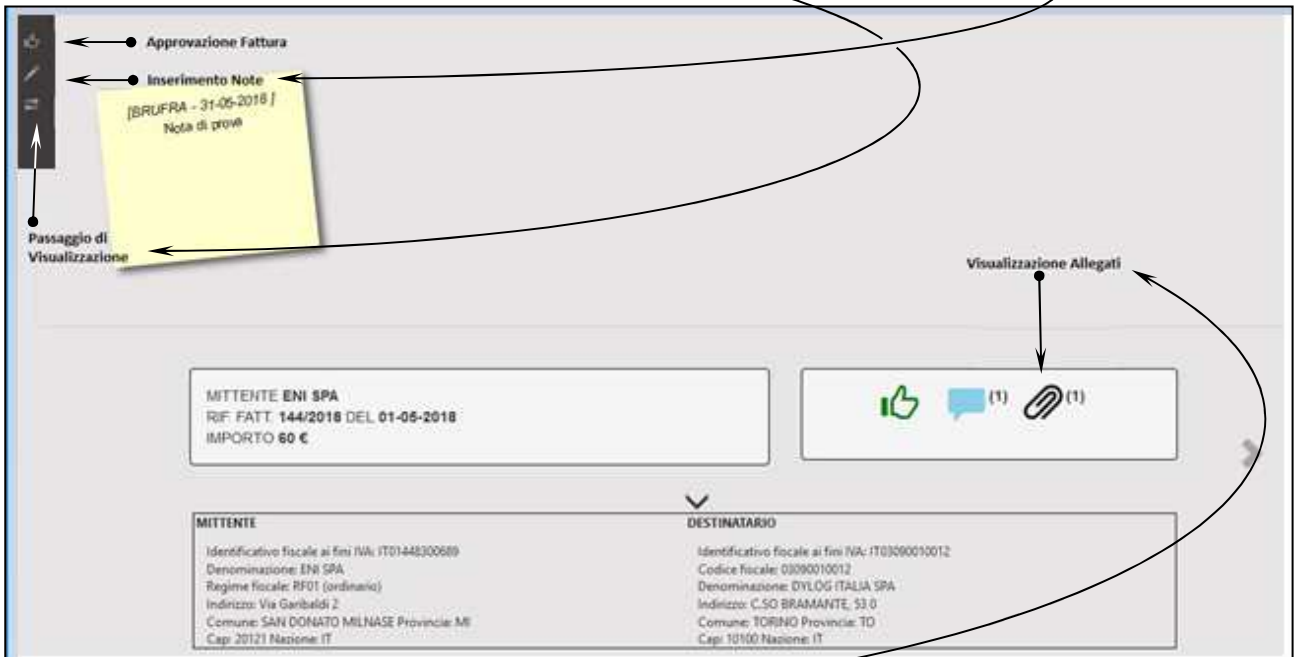 Approvazione Fattura
Inserimento Note
[BRUFRA - 31-05-2018 ]
Nota di prova
Passaggio di
Visualizzazione
Visualizzazione Allegati
MITTENTE ENI SPA
RIF. FATT. 144/2018 DEL 01-05-2018
IMPORTO 60 €
(1)
(1)
MITTENTE
Identificativo fiscale ai fini IVA: IT01448300689
Denominazione: ENI SPA
Regime fiscale: RF01 (ordinario)
Indirizzo: Via Garibaldi 2
Comune: SAN DONATO MILNASE Provincia: MI
Cap: 20121 Nazione: IT
DESTINATARIO
Identificativo fiscale ai fini IVA: IT03090010012
Codice fiscale: 03090010012
Denominazione: DYLOG ITALIA SPA
Indirizzo: C.SO BRAMANTE, 53 0
Comune: TORINO Provincia: TO
Cap: 10100 Nazione: IT